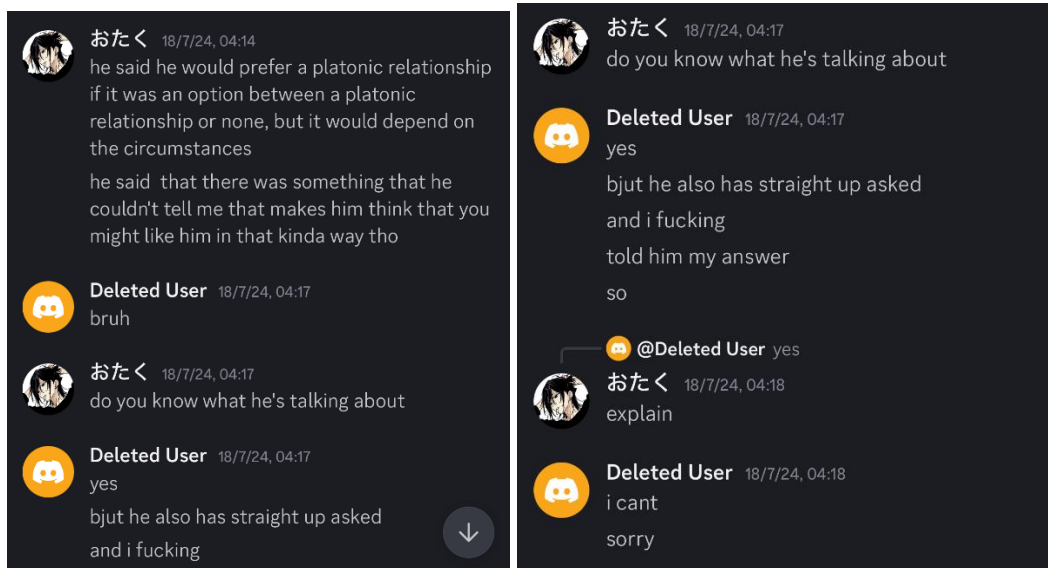 おたく 18/7/24, 04:14
he said he would prefer a platonic relationship
if it was an option between a platonic
relationship or none, but it would depend on
the circumstances
he said  that there was something that he
couldn't tell me that makes him think that you
might like him in that kinda way tho
Deleted User 18/7/24, 04:17
bruh
おたく 18/7/24, 04:17
do you know what he's talking about
Deleted User 18/7/24, 04:17
yes
bjut he also has straight up asked
and i fucking
おたく 18/7/24, 04:17
do you know what he's talking about
Deleted User 18/7/24, 04:17
yes
bjut he also has straight up asked
and i fucking
told him my answer
so
@Deleted User yes
おたく 18/7/24, 04:18
explain
Deleted User 18/7/24, 04:18
i cant
sorry